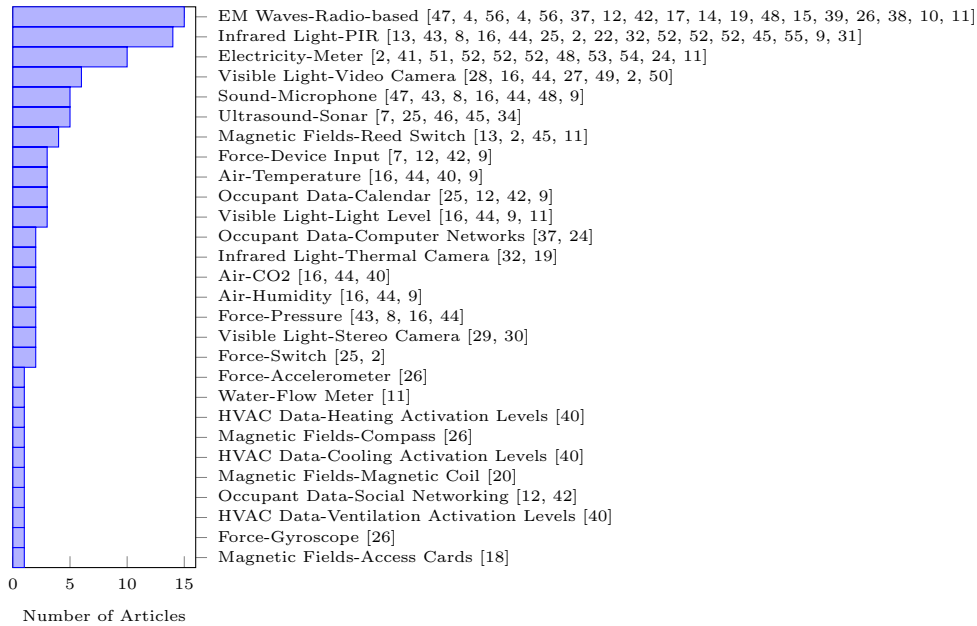 EM Waves-Radio-based [47, 4, 56, 4, 56, 37, 12, 42, 17, 14, 19, 48, 15, 39, 26, 38, 10, 11]
Infrared Light-PIR [13, 43, 8, 16, 44, 25, 2, 22, 32, 52, 52, 52, 45, 55, 9, 31]
Electricity-Meter [2, 41, 51, 52, 52, 52, 48, 53, 54, 24, 11]
Visible Light-Video Camera [28, 16, 44, 27, 49, 2, 50]
Sound-Microphone [47, 43, 8, 16, 44, 48, 9]
Ultrasound-Sonar [7, 25, 46, 45, 34]
Magnetic Fields-Reed Switch [13, 2, 45, 11]
Force-Device Input [7, 12, 42, 9]
Air-Temperature [16, 44, 40, 9]
Occupant Data-Calendar [25, 12, 42, 9]
Visible Light-Light Level [16, 44, 9, 11]
Occupant Data-Computer Networks [37, 24]
Infrared Light-Thermal Camera [32, 19]
Air-CO2 [16, 44, 40]
Air-Humidity [16, 44, 9]
Force-Pressure [43, 8, 16, 44]
Visible Light-Stereo Camera [29, 30]
Force-Switch [25, 2]
Force-Accelerometer [26]
Water-Flow Meter [11]
HVAC Data-Heating Activation Levels [40]
Magnetic Fields-Compass [26]
HVAC Data-Cooling Activation Levels [40]
Magnetic Fields-Magnetic Coil [20]
Occupant Data-Social Networking [12, 42]
HVAC Data-Ventilation Activation Levels [40]
Force-Gyroscope [26]
Magnetic Fields-Access Cards [18]
0 5 10 15
Number of Articles